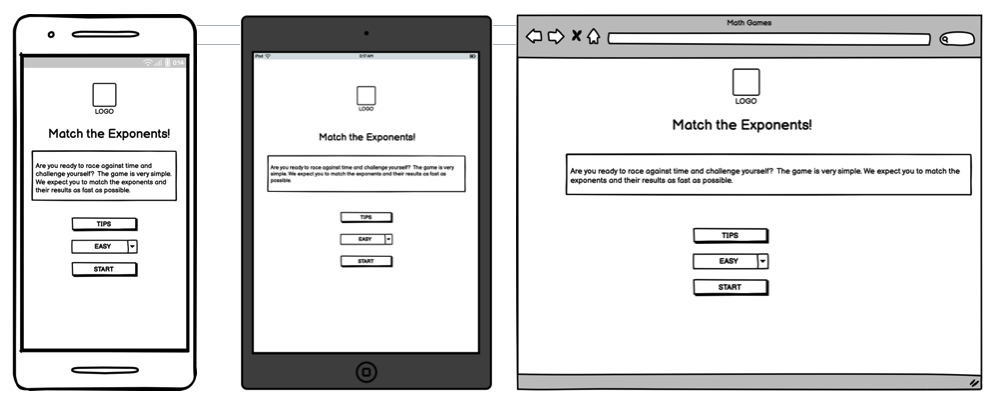 0:14
LOGO
Match the Exponents!
Are you ready to race against time and
challenge yourself? The game is very simple.
We expect you to match the exponents and
their results as fast as possible.
TIPS
EASY
START
iPod
0:17 AM
LOGO
Match the Exponents!
Are you ready to race against time and challenge yourself? The game is very
simple. We expect you to match the exponents and their results as fast as
possible.
TIPS
EASY
START
Math Games
LOGO
Match the Exponents!
Are you ready to race against time and challenge yourself? The game is very simple. We expect you to match the
exponents and their results as fast as possible.
TIPS
EASY
START